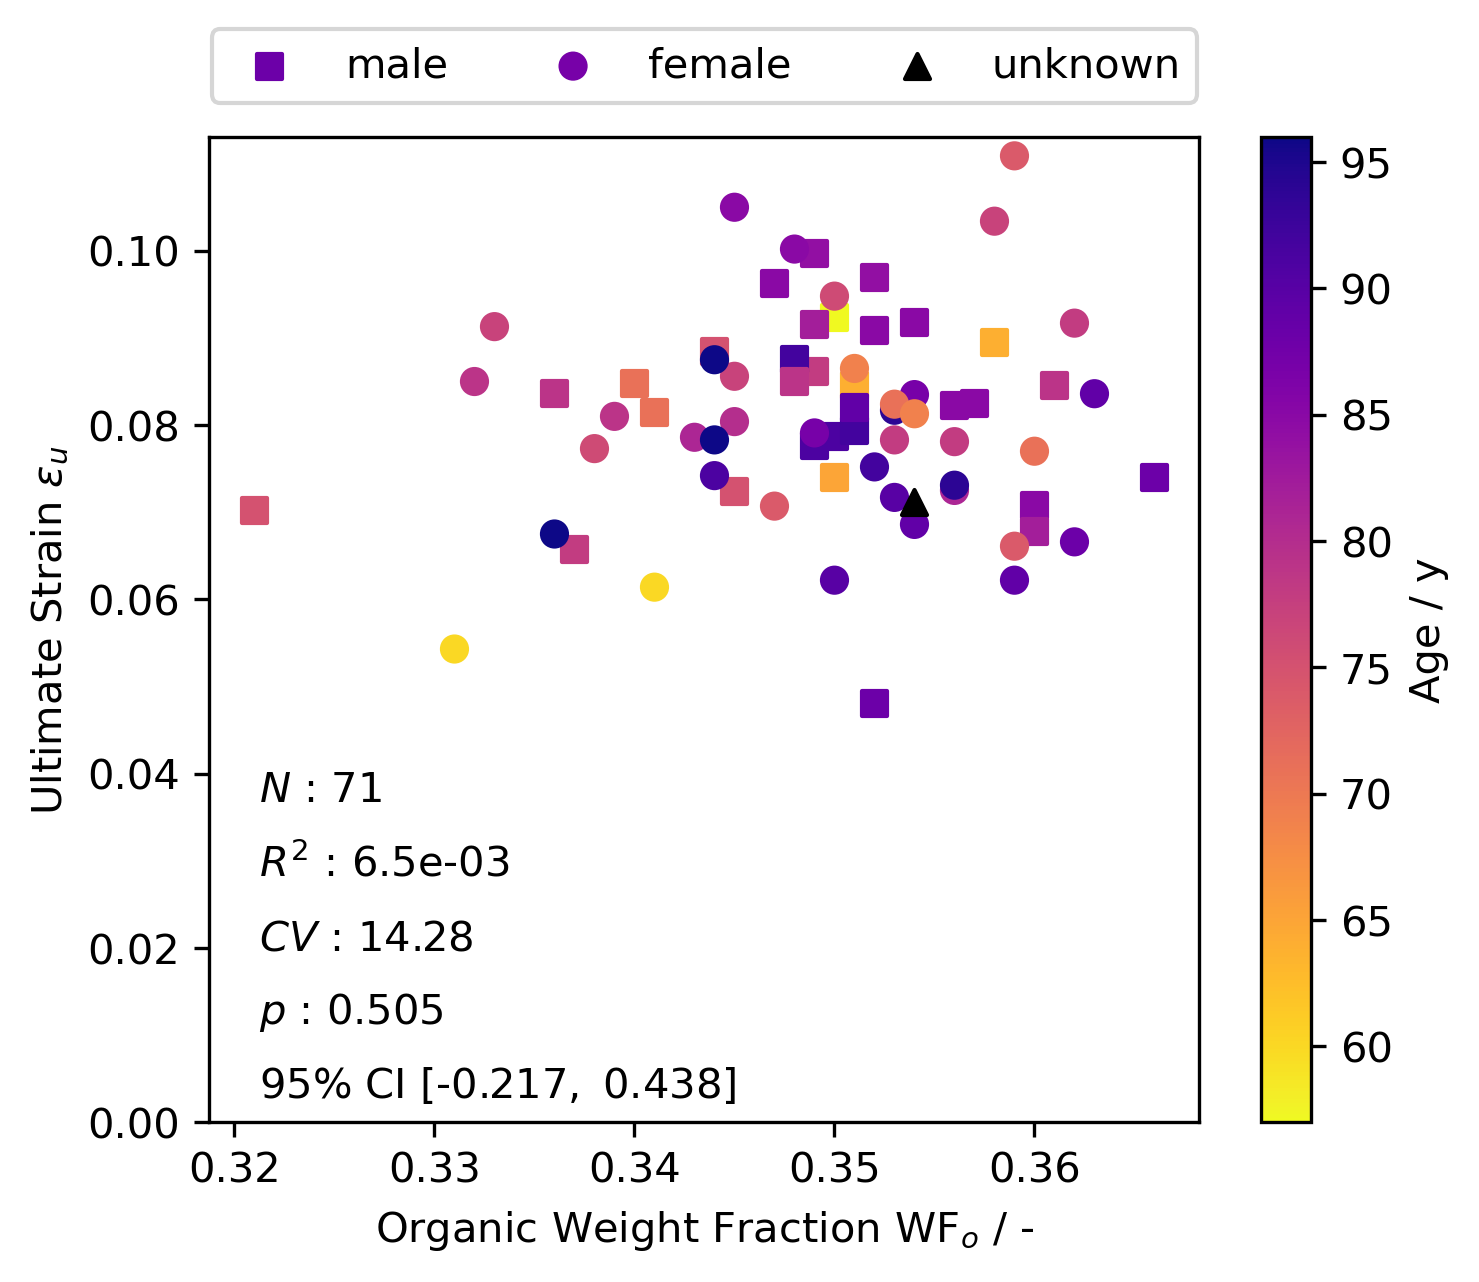 male female unknown
0.10
0.08
0.06
0.04
0.02
0.00
Ultimate Strain εu
N : 71
R² : 6.5e-03
CV : 14.28
p : 0.505
95% CI [-0.217, 0.438]
0.32 0.33 0.34 0.35 0.36
Organic Weight Fraction WFo / -
95
90
85
80
75
70
65
60
Age / y